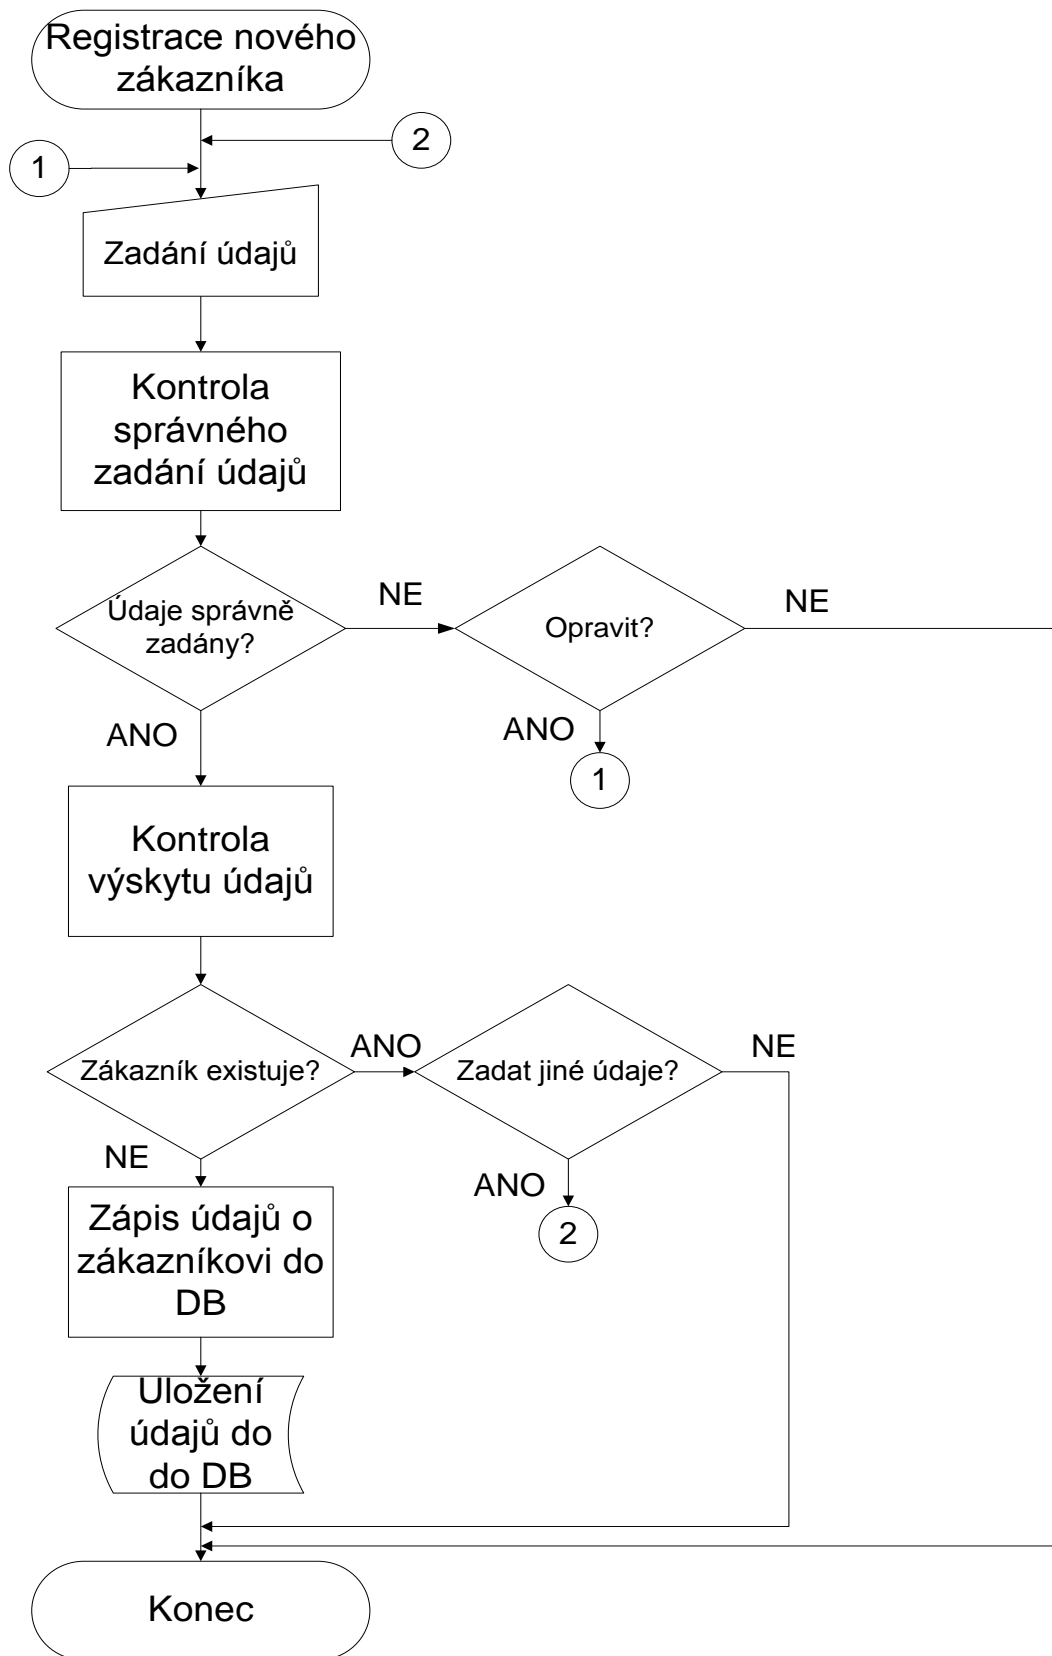 Registrace nového
zákazníka
2
1
Zadání údajů
Kontrola
správného
zadání údajů
Údaje správně
zadány?
NE
Opravit?
NE
ANO
ANO
1
Kontrola
výskytu údajů
Zákazník existuje?
ANO
Zadat jiné údaje?
NE
NE
ANO
2
Zápis údajů o
zákazníkovi do
DB
Uložení
údajů do
do DB
Konec